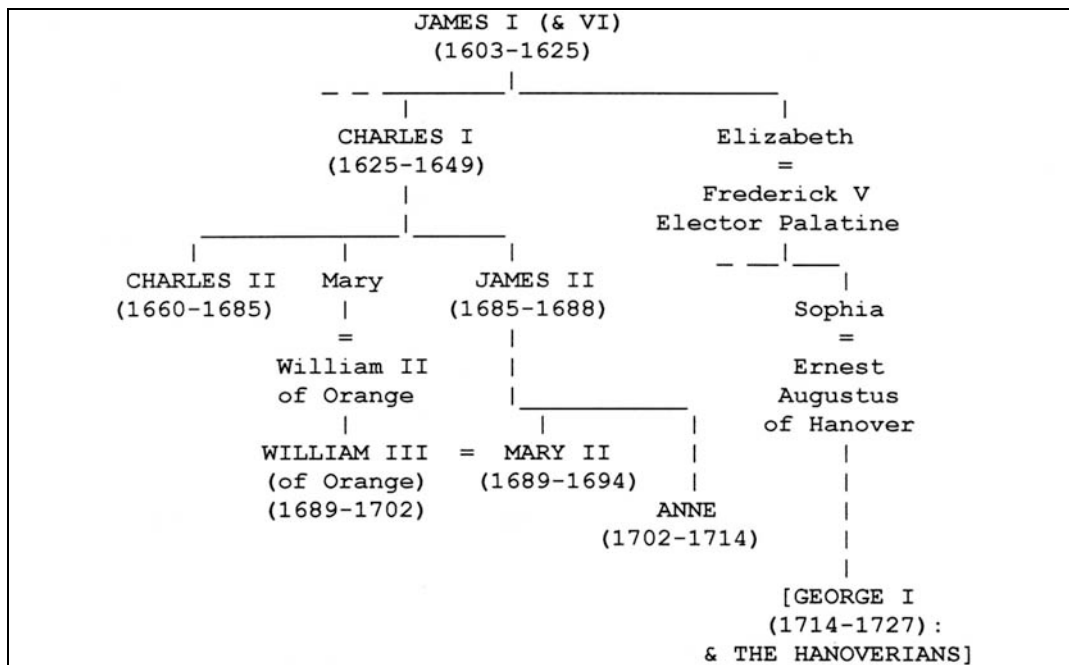 JAMES I (& VI)
(1603-1625)
CHARLES I Elizabeth
(1625-1649) =
Frederick V
Elector Palatine
CHARLES II Mary JAMES II
(1660-1685) (1685-1688) Sophia
= =
William II Ernest
of Orange Augustus
of Hanover
WILLIAM III = MARY II
(of Orange) (1689-1694)
(1689-1702) ANNE
(1702-1714)
[GEORGE I
(1714-1727):
& THE HANOVERIANS]